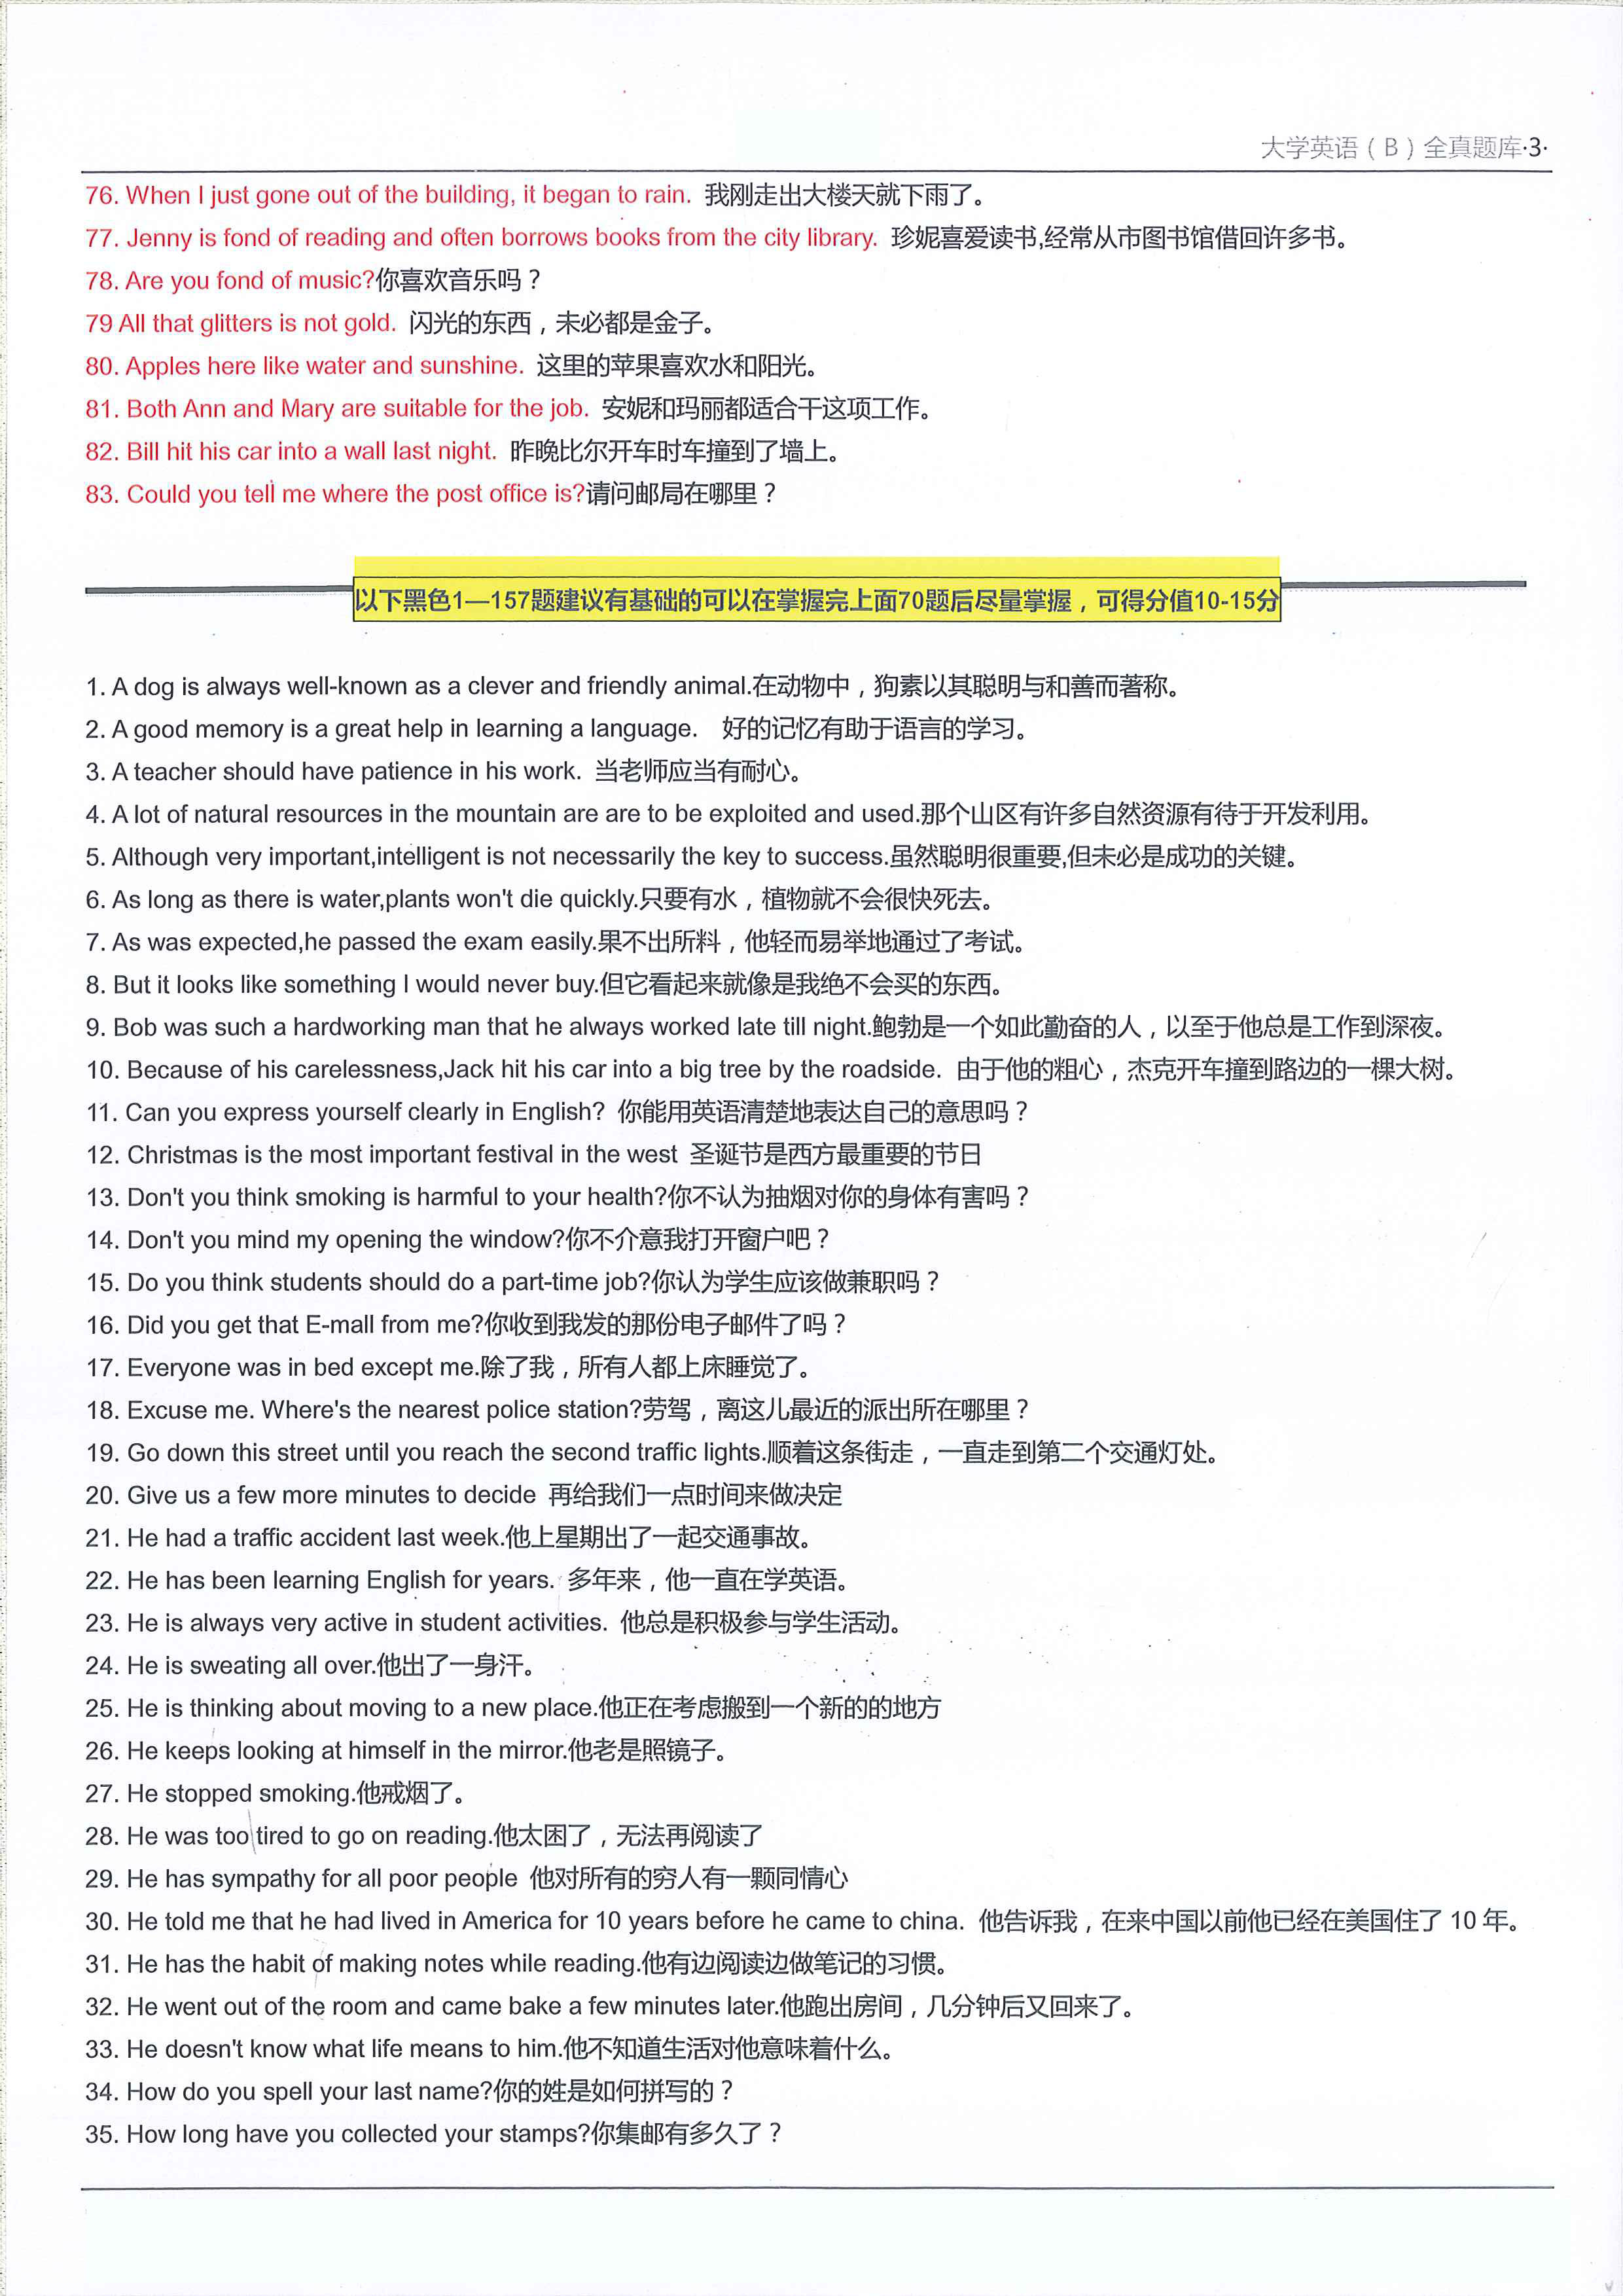 大学英语（B）全真题库·3·
76. When I just gone out of the building, it began to rain. 我刚走出大楼天就下雨了。
77. Jenny is fond of reading and often borrows books from the city library. 珍妮喜爱读书,经常从市图书馆借回许多书。
78. Are you fond of music?你喜欢音乐吗？
79 All that glitters is not gold. 闪光的东西，未必都是金子。
80. Apples here like water and sunshine. 这里的苹果喜欢水和阳光。
81. Both Ann and Mary are suitable for the job. 安妮和玛丽都适合干这项工作。
82. Bill hit his car into a wall last night. 昨晚比尔开车时车撞到了墙上。
83. Could you tell me where the post office is?请问邮局在哪里？
以下黑色1—157题建议有基础的可以在掌握完上面70题后尽量掌握，可得分值10-15分
1. A dog is always well-known as a clever and friendly animal.在动物中，狗素以其聪明与和善而著称。
2. A good memory is a great help in learning a language. 好的记忆有助于语言的学习。
3. A teacher should have patience in his work. 当老师应当有耐心。
4. A lot of natural resources in the mountain are are to be exploited and used.那个山区有许多自然资源有待于开发利用。
5. Although very important,intelligent is not necessarily the key to success.虽然聪明很重要,但未必是成功的关键。
6. As long as there is water,plants won't die quickly.只要有水，植物就不会很快死去。
7. As was expected,he passed the exam easily.果不出所料，他轻而易举地通过了考试。
8. But it looks like something I would never buy.但它看起来就像是我绝不会买的东西。
9. Bob was such a hardworking man that he always worked late till night.鲍勃是一个如此勤奋的人，以至于他总是工作到深夜。
10. Because of his carelessness,Jack hit his car into a big tree by the roadside. 由于他的粗心，杰克开车撞到路边的一棵大树。
11. Can you express yourself clearly in English? 你能用英语清楚地表达自己的意思吗？
12. Christmas is the most important festival in the west 圣诞节是西方最重要的节日
13. Don't you think smoking is harmful to your health?你不认为抽烟对你的身体有害吗？
14. Don't you mind my opening the window?你不介意我打开窗户吧？
15. Do you think students should do a part-time job?你认为学生应该做兼职吗？
16. Did you get that E-mall from me?你收到我发的那份电子邮件了吗？
17. Everyone was in bed except me.除了我，所有人都上床睡觉了。
18. Excuse me. Where's the nearest police station?劳驾，离这儿最近的派出所在哪里？
19. Go down this street until you reach the second traffic lights.顺着这条街走，一直走到第二个交通灯处。
20. Give us a few more minutes to decide 再给我们一点时间来做决定
21. He had a traffic accident last week.他上星期出了一起交通事故。
22. He has been learning English for years. 多年来，他一直在学英语。
23. He is always very active in student activities. 他总是积极参与学生活动。
24. He is sweating all over.他出了一身汗。
25. He is thinking about moving to a new place.他正在考虑搬到一个新的的地方
26. He keeps looking at himself in the mirror.他老是照镜子。
27. He stopped smoking.他戒烟了。
28. He was too tired to go on reading.他太困了，无法再阅读了
29. He has sympathy for all poor people 他对所有的穷人有一颗同情心
30. He told me that he had lived in America for 10 years before he came to china. 他告诉我，在来中国以前他已经在美国住了 10 年。
31. He has the habit of making notes while reading.他有边阅读边做笔记的习惯。
32. He went out of the room and came bake a few minutes later.他跑出房间，几分钟后又回来了。
33. He doesn't know what life means to him.他不知道生活对他意味着什么。
34. How do you spell your last name?你的姓是如何拼写的？
35. How long have you collected your stamps?你集邮有多久了？